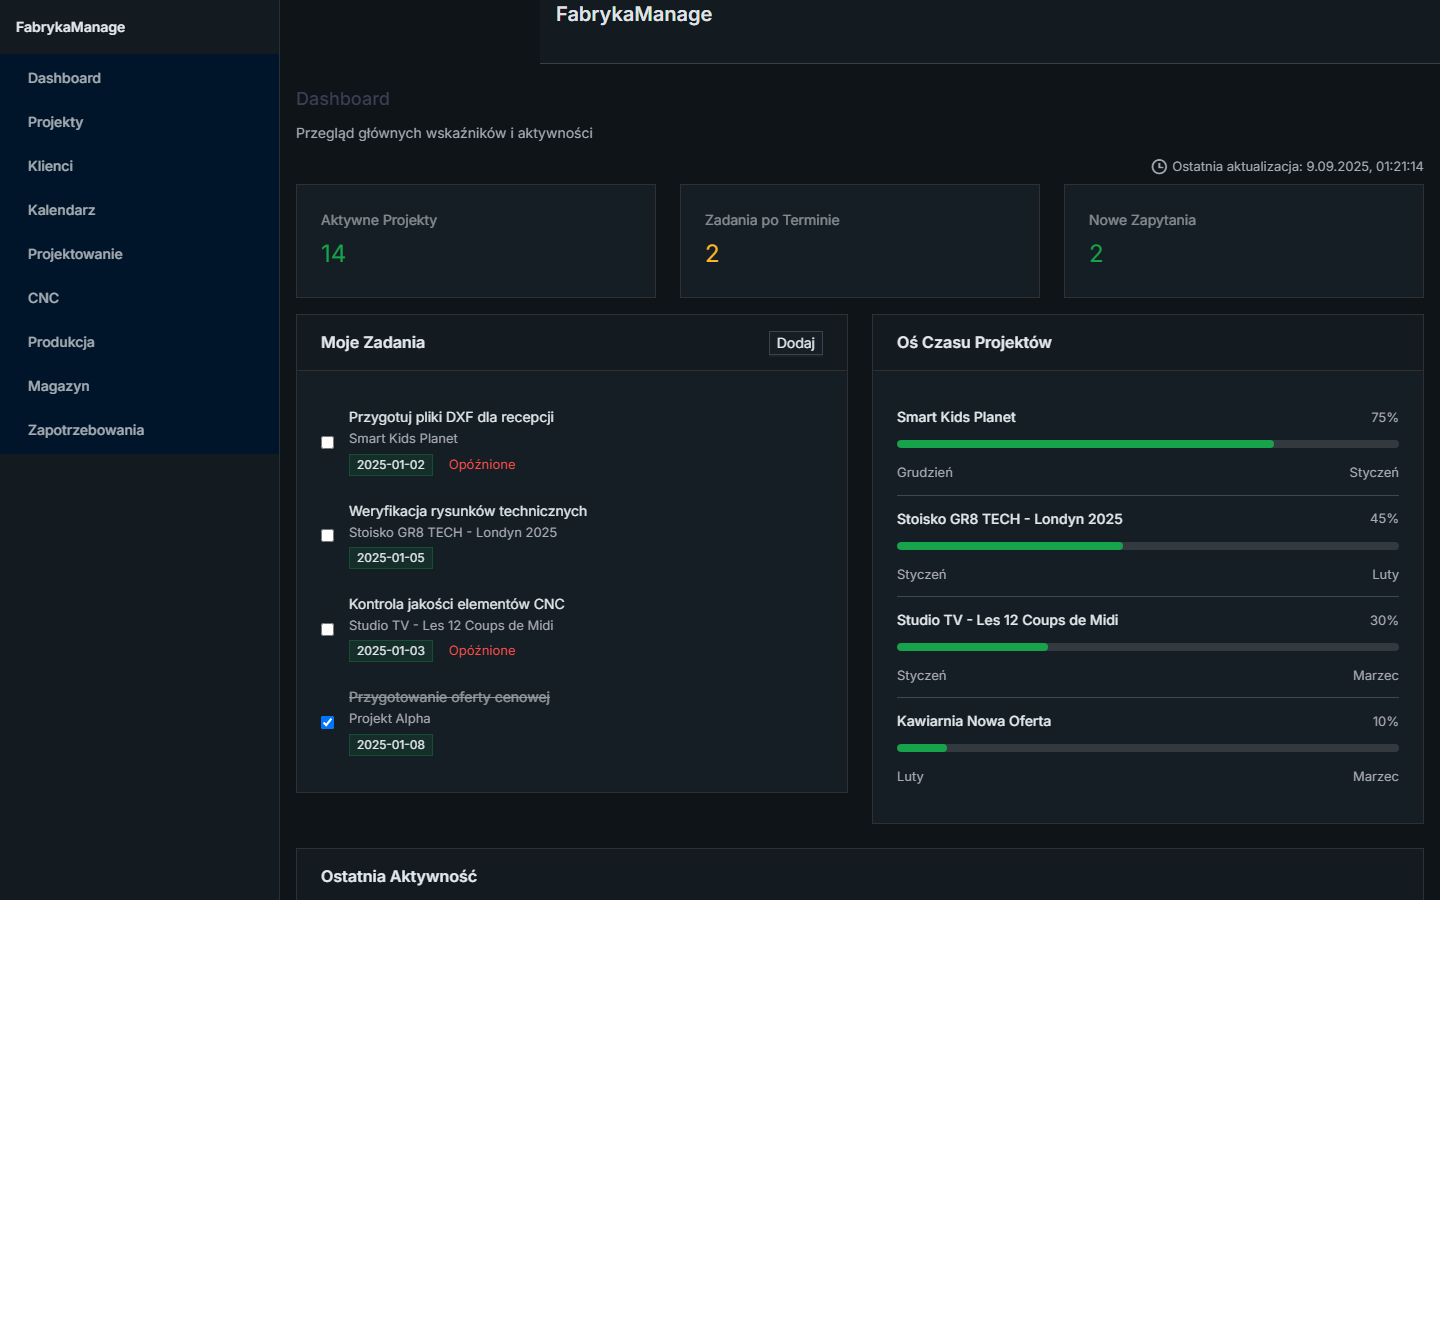 FabrykaManage
Dashboard
Projekty
Klienci
Kalendarz
Projektowanie
CNC
Produkcja
Magazyn
Zapotrzebowania
FabrykaManage
Dashboard
Przegląd głównych wskaźników i aktywności
Ostatnia aktualizacja: 9.09.2025, 01:21:14
Aktywne Projekty
14
Zadania po Terminie
2
Nowe Zapytania
2
Moje Zadania
Dodaj
Przygotuj pliki DXF dla recepcji
Smart Kids Planet
2025-01-02 Opóźnione
Weryfikacja rysunków technicznych
Stoisko GR8 TECH - Londyn 2025
2025-01-05
Kontrola jakości elementów CNC
Studio TV - Les 12 Coups de Midi
2025-01-03 Opóźnione
Przygotowanie oferty cenowej
Projekt Alpha
2025-01-08
Oś Czasu Projektów
Smart Kids Planet 75%
Grudzień Styczeń
Stoisko GR8 TECH - Londyn 2025 45%
Styczeń Luty
Studio TV - Les 12 Coups de Midi 30%
Styczeń Marzec
Kawiarnia Nowa Oferta 10%
Luty Marzec
Ostatnia Aktywność